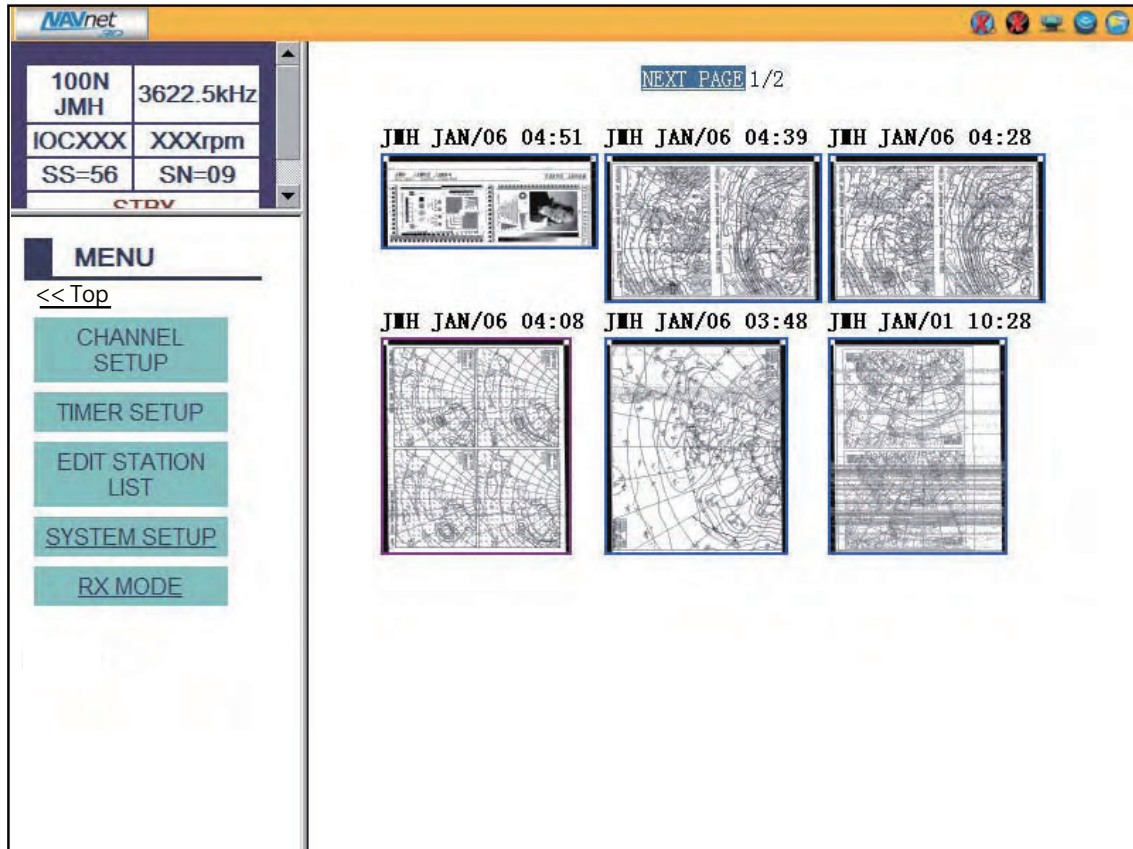 NAVnet
3D
100N
JMH
3622.5kHz
IOCXXX
XXXrpm
SS=56
SN=09
STBY
MENU
<< Top
CHANNEL
SETUP
TIMER SETUP
EDIT STATION
LIST
SYSTEM SETUP
RX MODE
NEXT PAGE 1/2
JMH JAN/06 04:51
JMH JAN/06 04:39
JMH JAN/06 04:28
JMH JAN/06 04:08
JMH JAN/06 03:48
JMH JAN/01 10:28